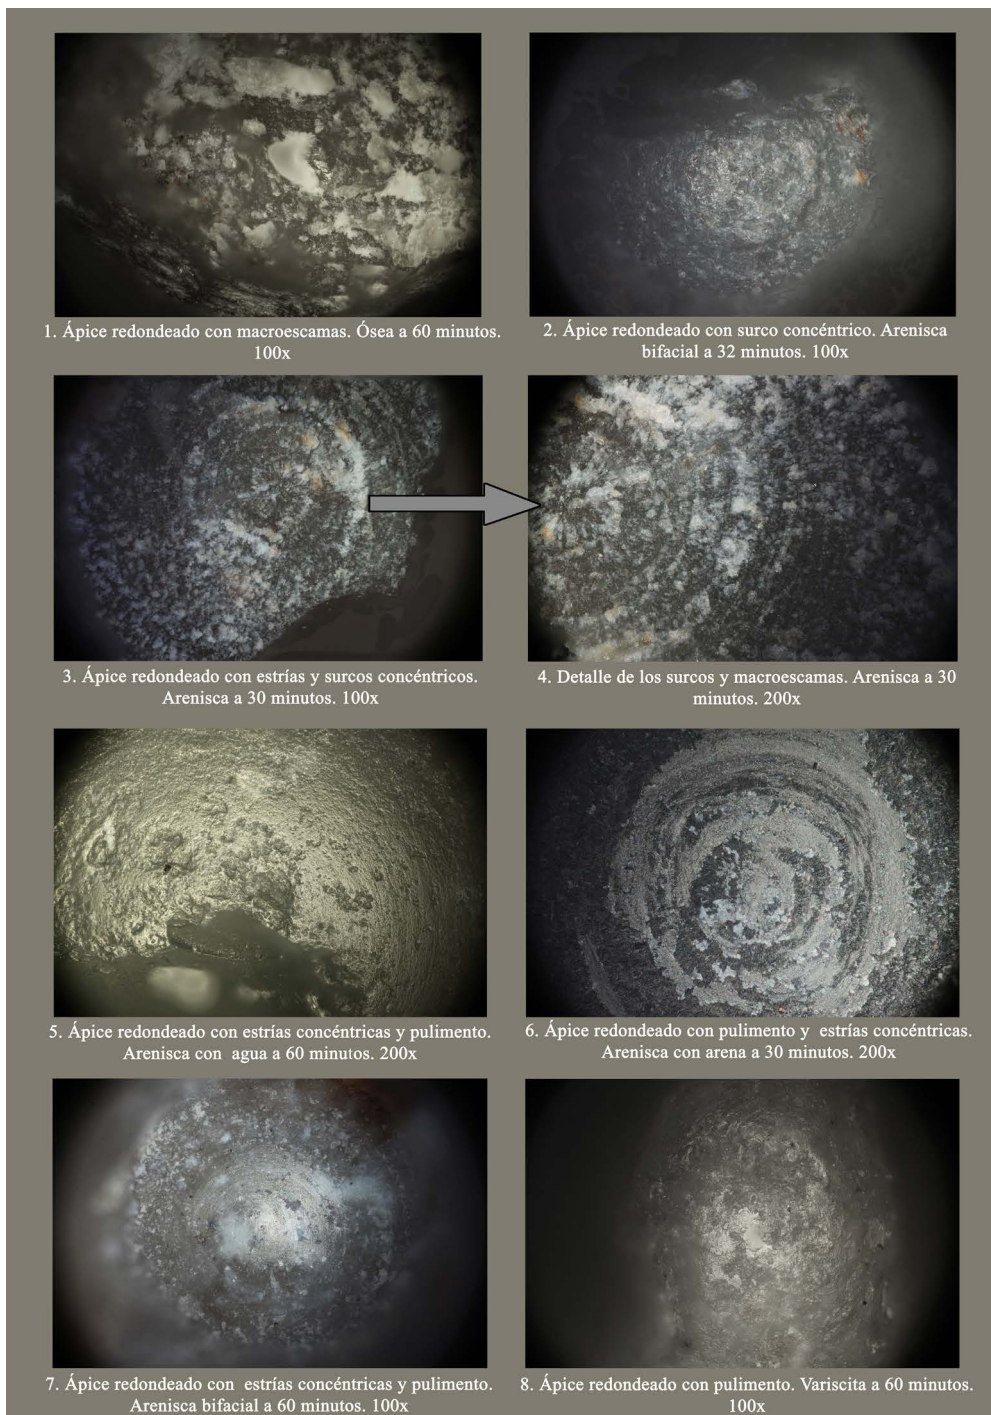 1. Ápice redondeado con macroescamas. Ósea a 60 minutos.
100x
2. Ápice redondeado con surco concéntrico. Arenisca
bifacial a 32 minutos. 100x
3. Ápice redondeado con estrías y surcos concéntricos.
Arenisca a 30 minutos. 100x
4. Detalle de los surcos y macroescamas. Arenisca a 30
minutos. 200x
5. Ápice redondeado con estrías concéntricas y pulimento.
Arenisca con agua a 60 minutos. 200x
6. Ápice redondeado con pulimento y estrías concéntricas.
Arenisca con arena a 30 minutos. 200x
7. Ápice redondeado con estrías concéntricas y pulimento.
Arenisca bifacial a 60 minutos. 100x
8. Ápice redondeado con pulimento. Variscita a 60 minutos.
100x